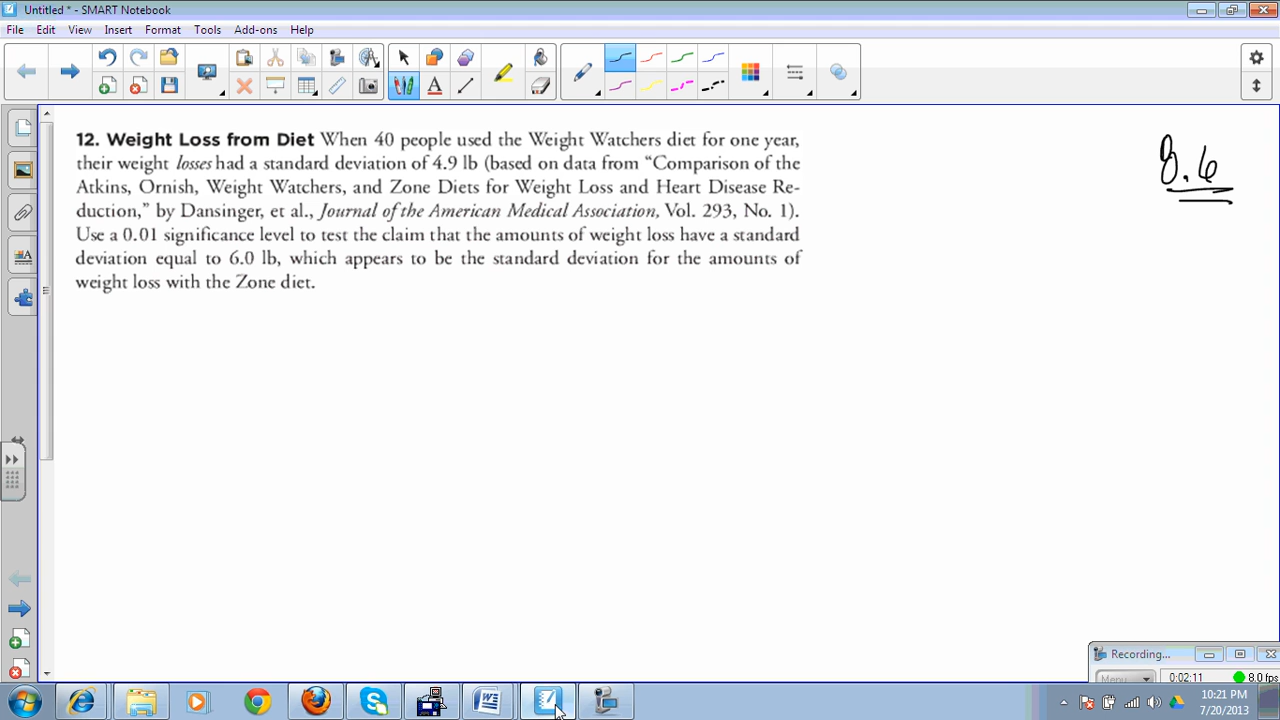 Untitled * - SMART Notebook
File Edit View Insert Format Tools Add-ons Help
12. Weight Loss from Diet When 40 people used the Weight Watchers diet for one year,
their weight losses had a standard deviation of 4.9 lb (based on data from “Comparison of the
Atkins, Ornish, Weight Watchers, and Zone Diets for Weight Loss and Heart Disease Re-
duction,” by Dansinger, et al., Journal of the American Medical Association, Vol. 293, No. 1).
Use a 0.01 significance level to test the claim that the amounts of weight loss have a standard
deviation equal to 6.0 lb, which appears to be the standard deviation for the amounts of
weight loss with the Zone diet.
8.6
Recording...
Menu
0:02:11
8.0 fps
10:21 PM
7/20/2013